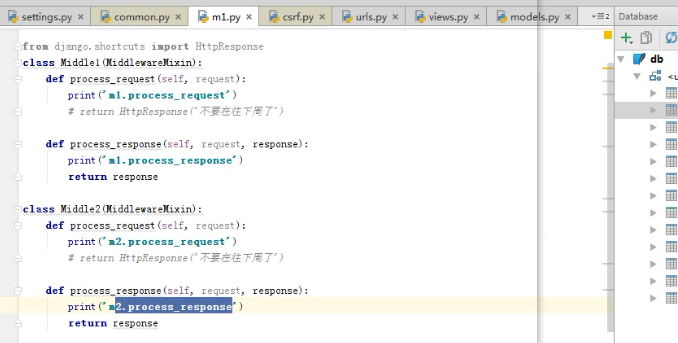 settings.py common.py m1.py csrf.py urls.py views.py models.py Database
from django.shortcuts import HttpResponse
class Middle1(MiddlewareMixin):
def process_request(self, request):
print("m1.process_request")
# return HttpResponse('不要在往下周了')
def process_response(self, request, response):
print("m1.process_response")
return response
class Middle2(MiddlewareMixin):
def process_request(self, request):
print("m2.process_request")
# return HttpResponse('不要在往下周了')
def process_response(self, request, response):
print("m2.process_response")
return response
db